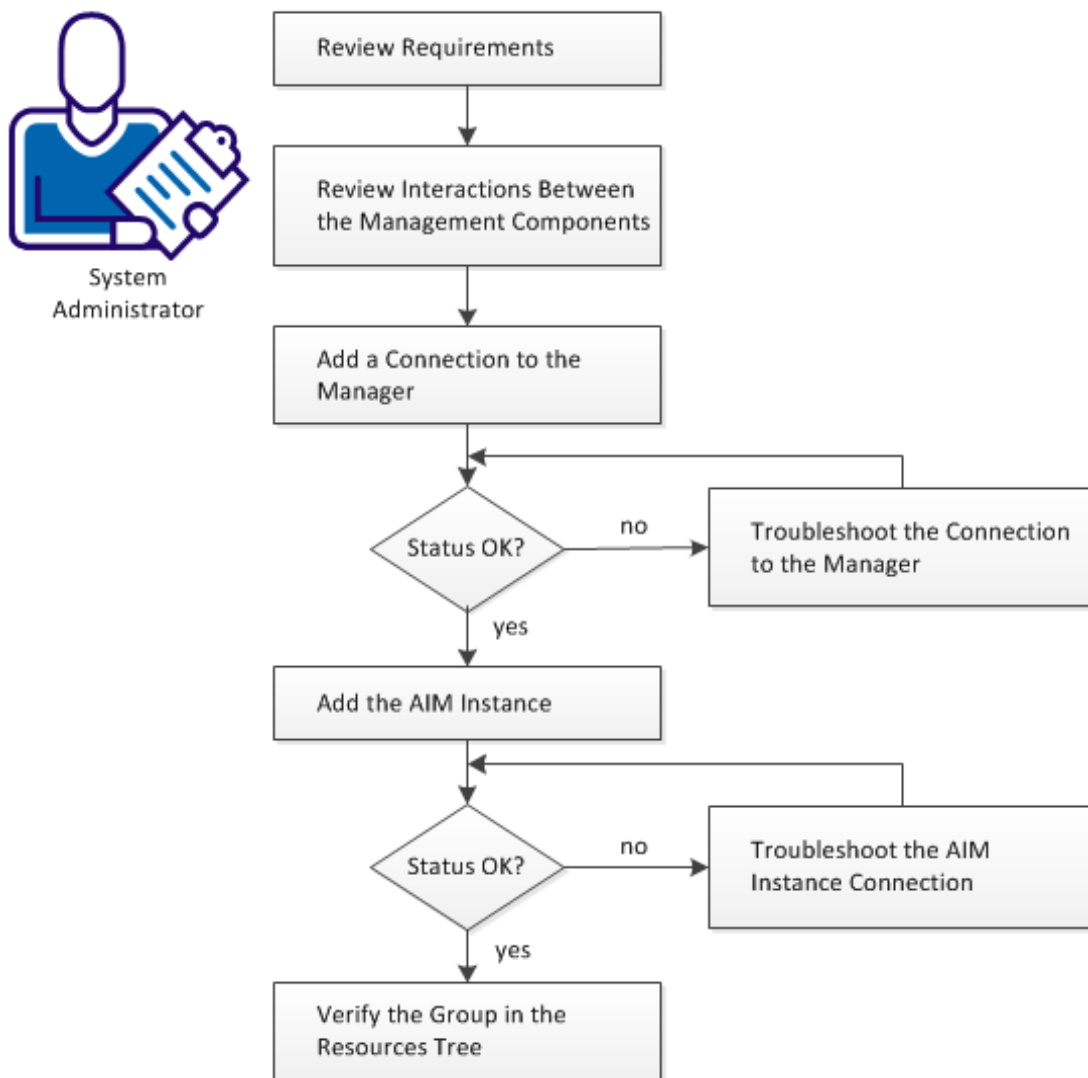 Review Requirements
System
Administrator
Review Interactions Between
the Management Components
Add a Connection to the
Manager
Status OK?
no
Troubleshoot the Connection
to the Manager
yes
Add the AIM Instance
Status OK?
no
Troubleshoot the AIM
Instance Connection
yes
Verify the Group in the
Resources Tree